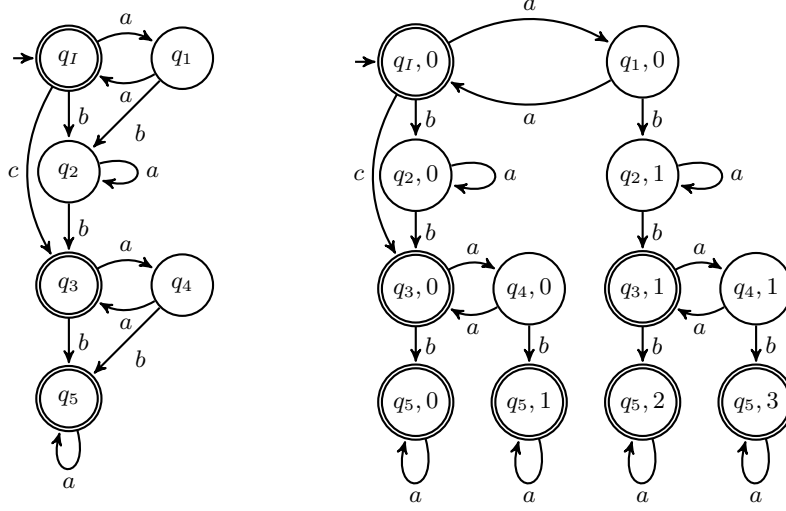 a
q_I q_1
a
b b
c
q_2 a
b
a
q_3 q_4
a
b b
q_5
a
a
q_I, 0 q_1, 0
a
b b
c
q_2, 0 a q_2, 1 a
b b
a a
q_3, 0 q_4, 0 q_3, 1 q_4, 1
a a
b b b b
q_5, 0 q_5, 1 q_5, 2 q_5, 3
a a a a